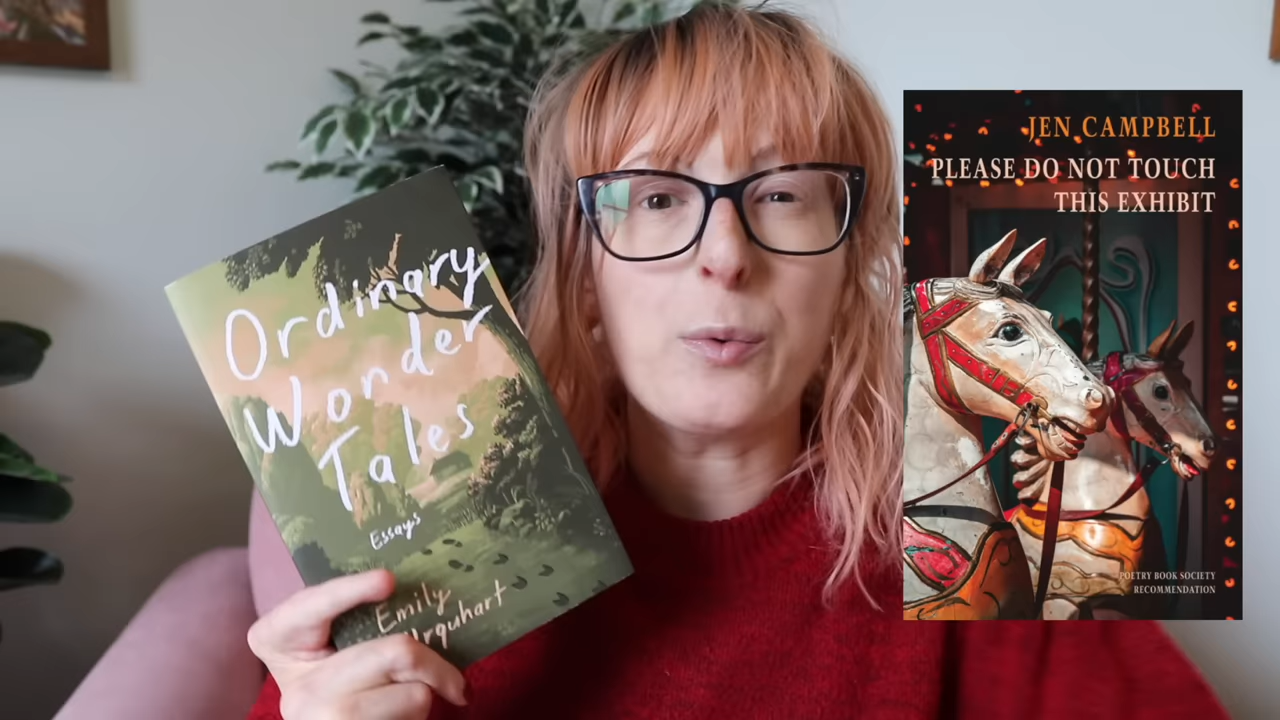 Ordinary
Wonder
Tales
Essays
Emily
Urquhart
JEN CAMPBELL
PLEASE DO NOT TOUCH
THIS EXHIBIT
POETRY BOOK SOCIETY
RECOMMENDATION